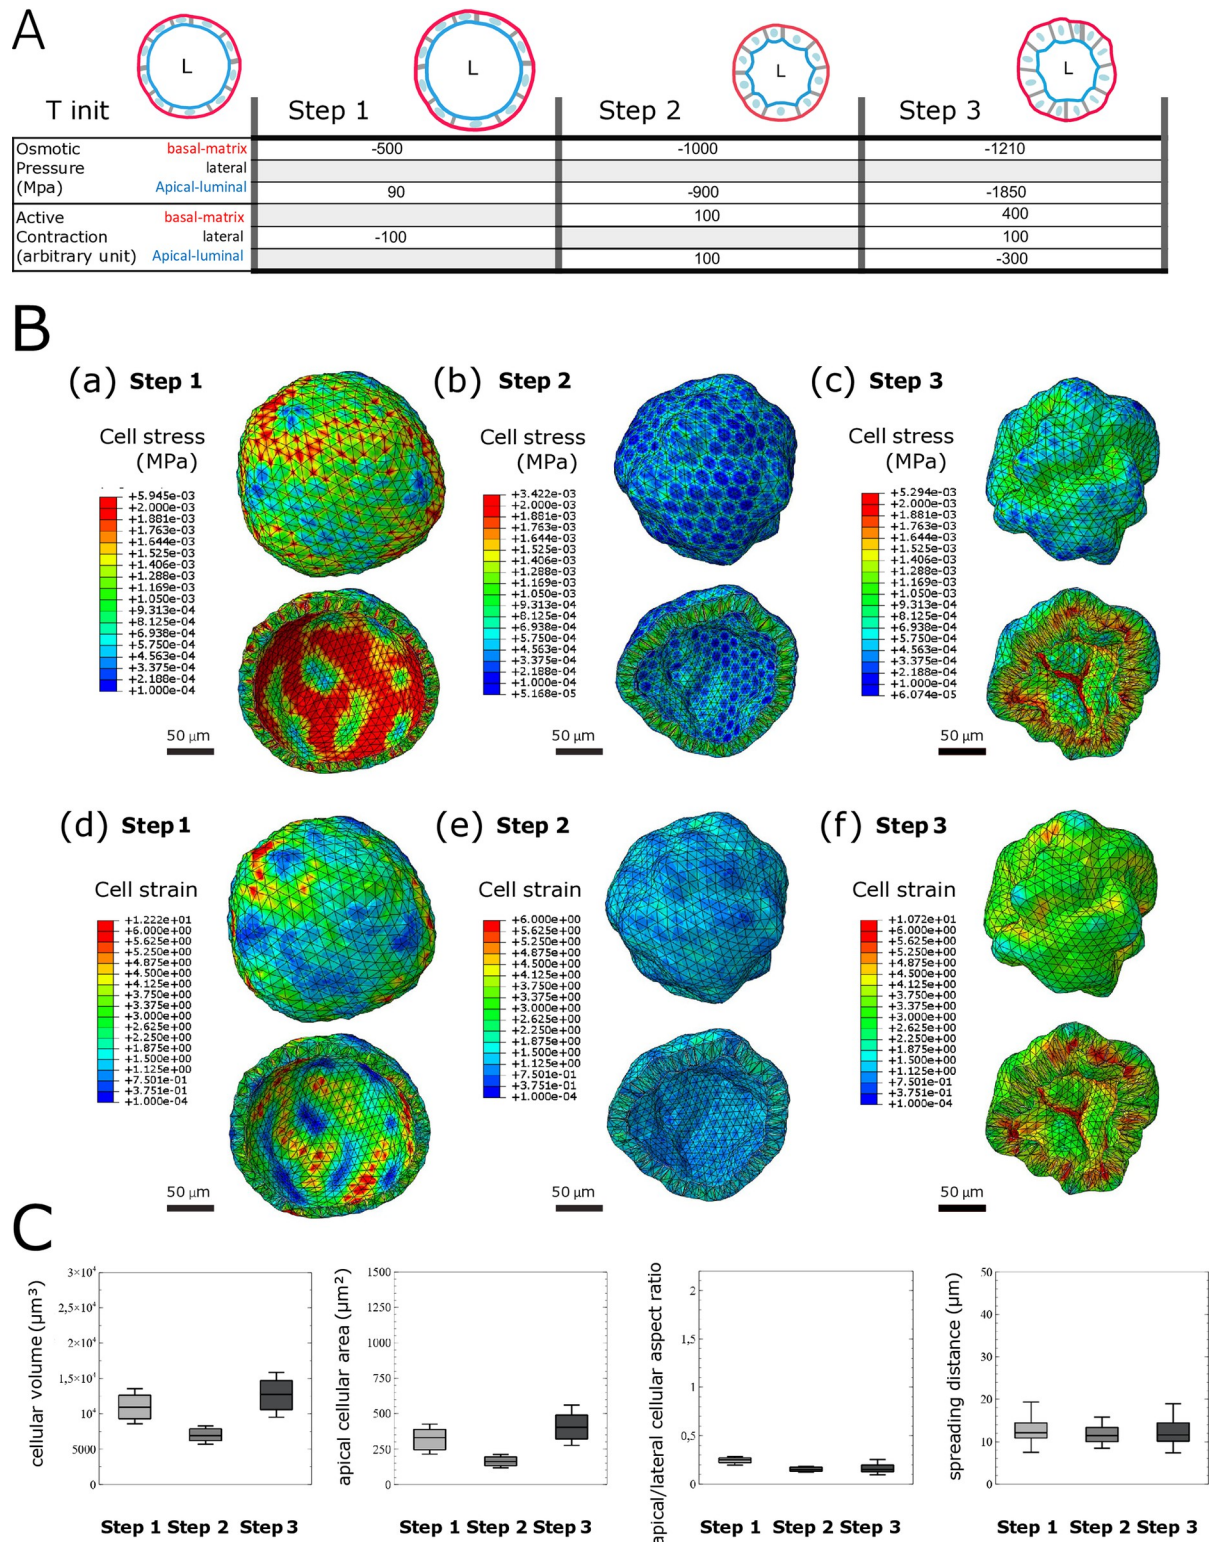 A
L
L
L
L
T init
Step 1
Step 2
Step 3
Osmotic basal-matrix -500 -1000 -1210
Pressure lateral
(Mpa) Apical-luminal 90 -900 -1850
Active basal-matrix 100 400
Contraction lateral -100 100
(arbitrary unit) Apical-luminal 100 -300
B
(a) Step 1
Cell stress
(MPa)
+5.945e-03
+2.000e-03
+1.881e-03
+1.763e-03
+1.644e-03
+1.525e-03
+1.406e-03
+1.288e-03
+1.169e-03
+1.050e-03
+9.313e-04
+8.125e-04
+6.938e-04
+5.750e-04
+4.563e-04
+3.375e-04
+2.188e-04
+1.000e-04
50 μm
(b) Step 2
Cell stress
(MPa)
+3.422e-03
+2.000e-03
+1.881e-03
+1.763e-03
+1.644e-03
+1.525e-03
+1.406e-03
+1.288e-03
+1.169e-03
+1.050e-03
+9.313e-04
+8.125e-04
+6.938e-04
+5.750e-04
+4.563e-04
+3.375e-04
+2.188e-04
+1.000e-04
+5.168e-05
50 μm
(c) Step 3
Cell stress
(MPa)
+5.294e-03
+2.000e-03
+1.881e-03
+1.763e-03
+1.644e-03
+1.525e-03
+1.406e-03
+1.288e-03
+1.169e-03
+1.050e-03
+9.313e-04
+8.125e-04
+6.938e-04
+5.750e-04
+4.563e-04
+3.375e-04
+2.188e-04
+1.000e-04
+6.074e-05
50 μm
(d) Step 1
Cell strain
+1.222e+01
+6.000e+00
+5.625e+00
+5.250e+00
+4.875e+00
+4.500e+00
+4.125e+00
+3.750e+00
+3.375e+00
+3.000e+00
+2.625e+00
+2.250e+00
+1.875e+00
+1.500e+00
+1.125e+00
+7.501e-01
+3.751e-01
+1.000e-04
50 μm
(e) Step 2
Cell strain
+6.000e+00
+5.625e+00
+5.250e+00
+4.875e+00
+4.500e+00
+4.125e+00
+3.750e+00
+3.375e+00
+3.000e+00
+2.625e+00
+2.250e+00
+1.875e+00
+1.500e+00
+1.125e+00
+7.501e-01
+3.751e-01
+1.000e-04
50 μm
(f) Step 3
Cell strain
+1.072e+01
+6.000e+00
+5.625e+00
+5.250e+00
+4.875e+00
+4.500e+00
+4.125e+00
+3.750e+00
+3.375e+00
+3.000e+00
+2.625e+00
+2.250e+00
+1.875e+00
+1.500e+00
+1.125e+00
+7.501e-01
+3.751e-01
+1.000e-04
50 μm
C
cellular volume (μm³)
3×10⁴
2,5×10⁴
2×10⁴
1,5×10⁴
10⁴
5000
0
Step 1 Step 2 Step 3
apical cellular area (μm²)
1500
1250
1000
750
500
250
0
Step 1 Step 2 Step 3
apical/lateral cellular aspect ratio
2
1,5
1
0,5
0
Step 1 Step 2 Step 3
spreading distance (μm)
50
40
30
20
10
0
Step 1 Step 2 Step 3